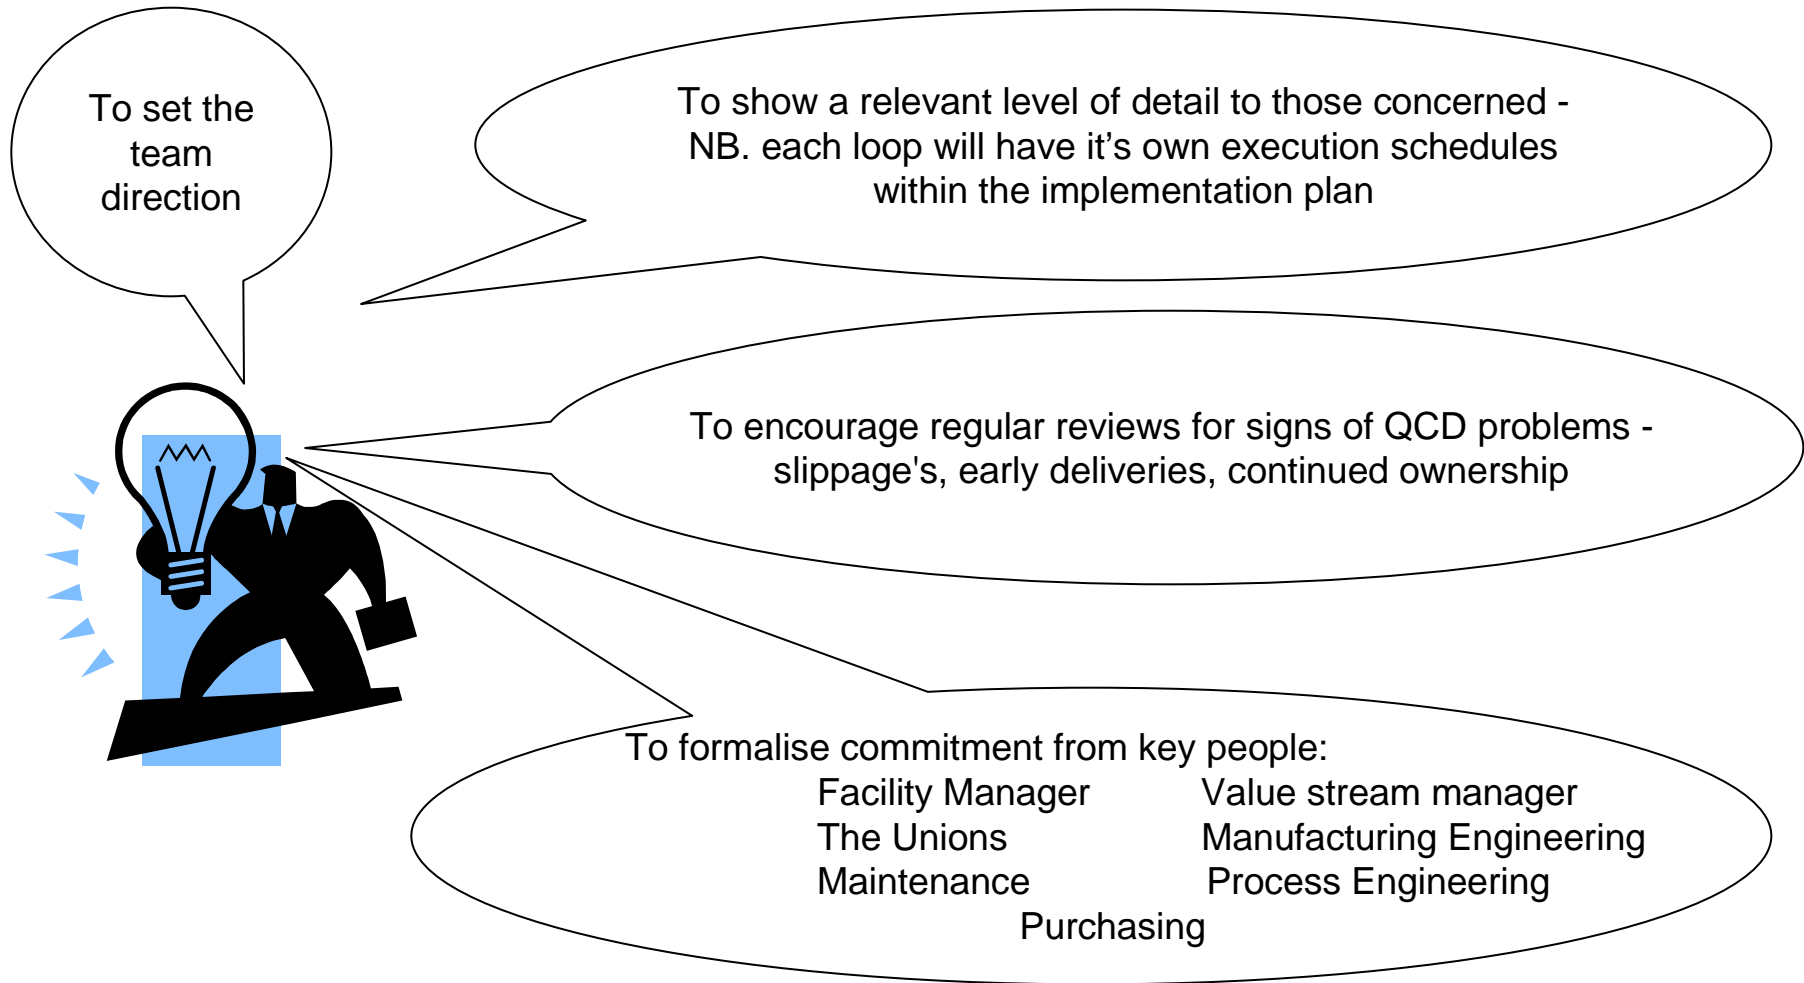 To set the
team
direction
To show a relevant level of detail to those concerned -
NB. each loop will have it’s own execution schedules
within the implementation plan
To encourage regular reviews for signs of QCD problems -
slippage's, early deliveries, continued ownership
To formalise commitment from key people:
Facility Manager Value stream manager
The Unions Manufacturing Engineering
Maintenance Process Engineering
Purchasing